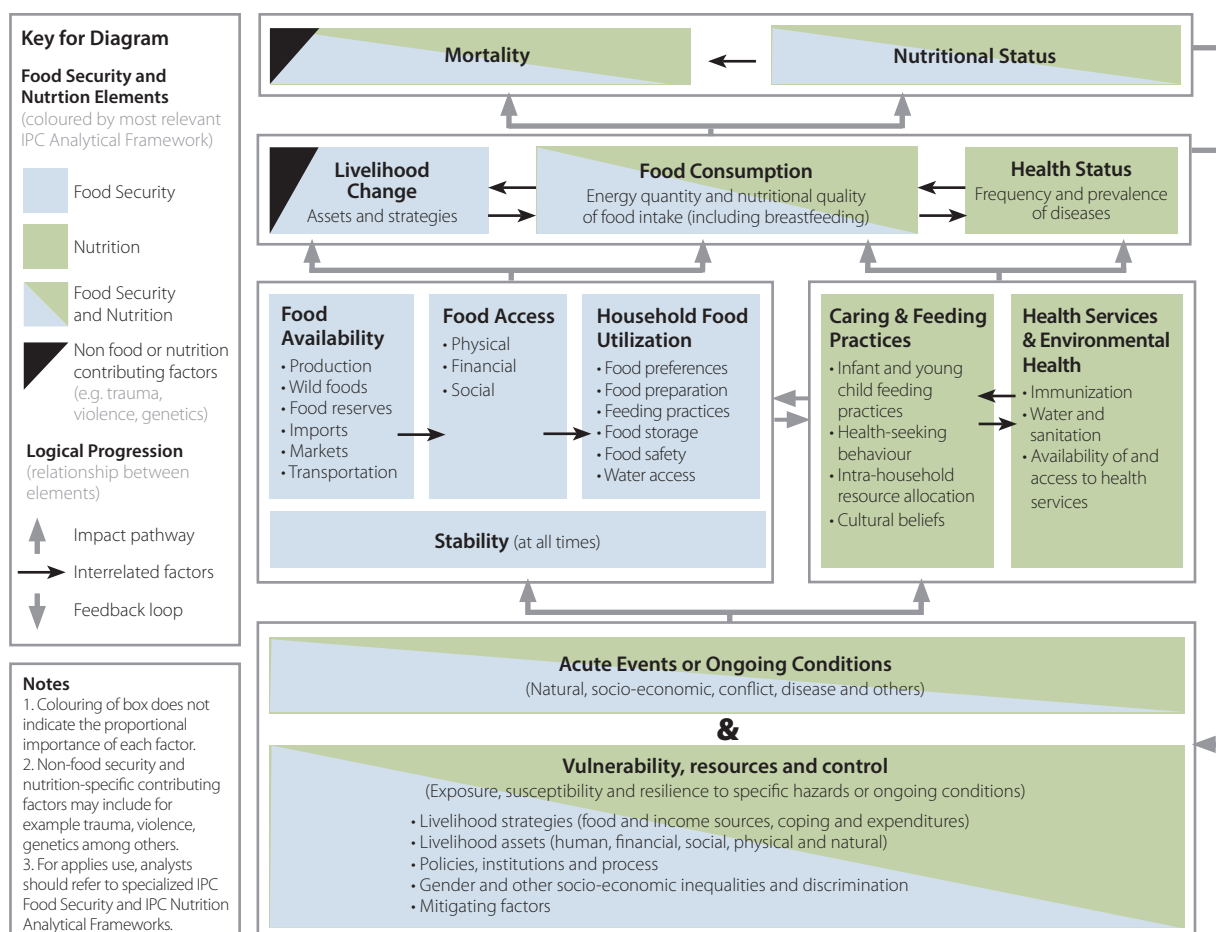 Key for Diagram
Food Security and
Nutrtion Elements
(coloured by most relevant
IPC Analytical Framework)
Food Security
Nutrition
Food Security
and Nutrition
Non food or nutrition
contributing factors
(e.g. trauma,
violence, genetics)
Logical Progression
(relationship between
elements)
Impact pathway
Interrelated factors
Feedback loop
Notes
1. Colouring of box does not
indicate the proportional
importance of each factor.
2. Non-food security and
nutrition-specific contributing
factors may include for
example trauma, violence,
genetics among others.
3. For applies use, analysts
should refer to specialized IPC
Food Security and IPC Nutrition
Analytical Frameworks.
Mortality
Nutritional Status
Livelihood
Change
Assets and strategies
Food Consumption
Energy quantity and nutritional quality
of food intake (including breastfeeding)
Health Status
Frequency and prevalence
of diseases
Food
Availability
• Production
• Wild foods
• Food reserves
• Imports
• Markets
• Transportation
Food Access
• Physical
• Financial
• Social
Household Food
Utilization
• Food preferences
• Food preparation
• Feeding practices
• Food storage
• Food safety
• Water access
Stability (at all times)
Caring & Feeding
Practices
• Infant and young
child feeding
practices
• Health-seeking
behaviour
• Intra-household
resource allocation
• Cultural beliefs
Health Services
& Environmental
Health
• Immunization
• Water and
sanitation
• Availability of and
access to health
services
Acute Events or Ongoing Conditions
(Natural, socio-economic, conflict, disease and others)
&
Vulnerability, resources and control
(Exposure, susceptibility and resilience to specific hazards or ongoing conditions)
• Livelihood strategies (food and income sources, coping and expenditures)
• Livelihood assets (human, financial, social, physical and natural)
• Policies, institutions and process
• Gender and other socio-economic inequalities and discrimination
• Mitigating factors